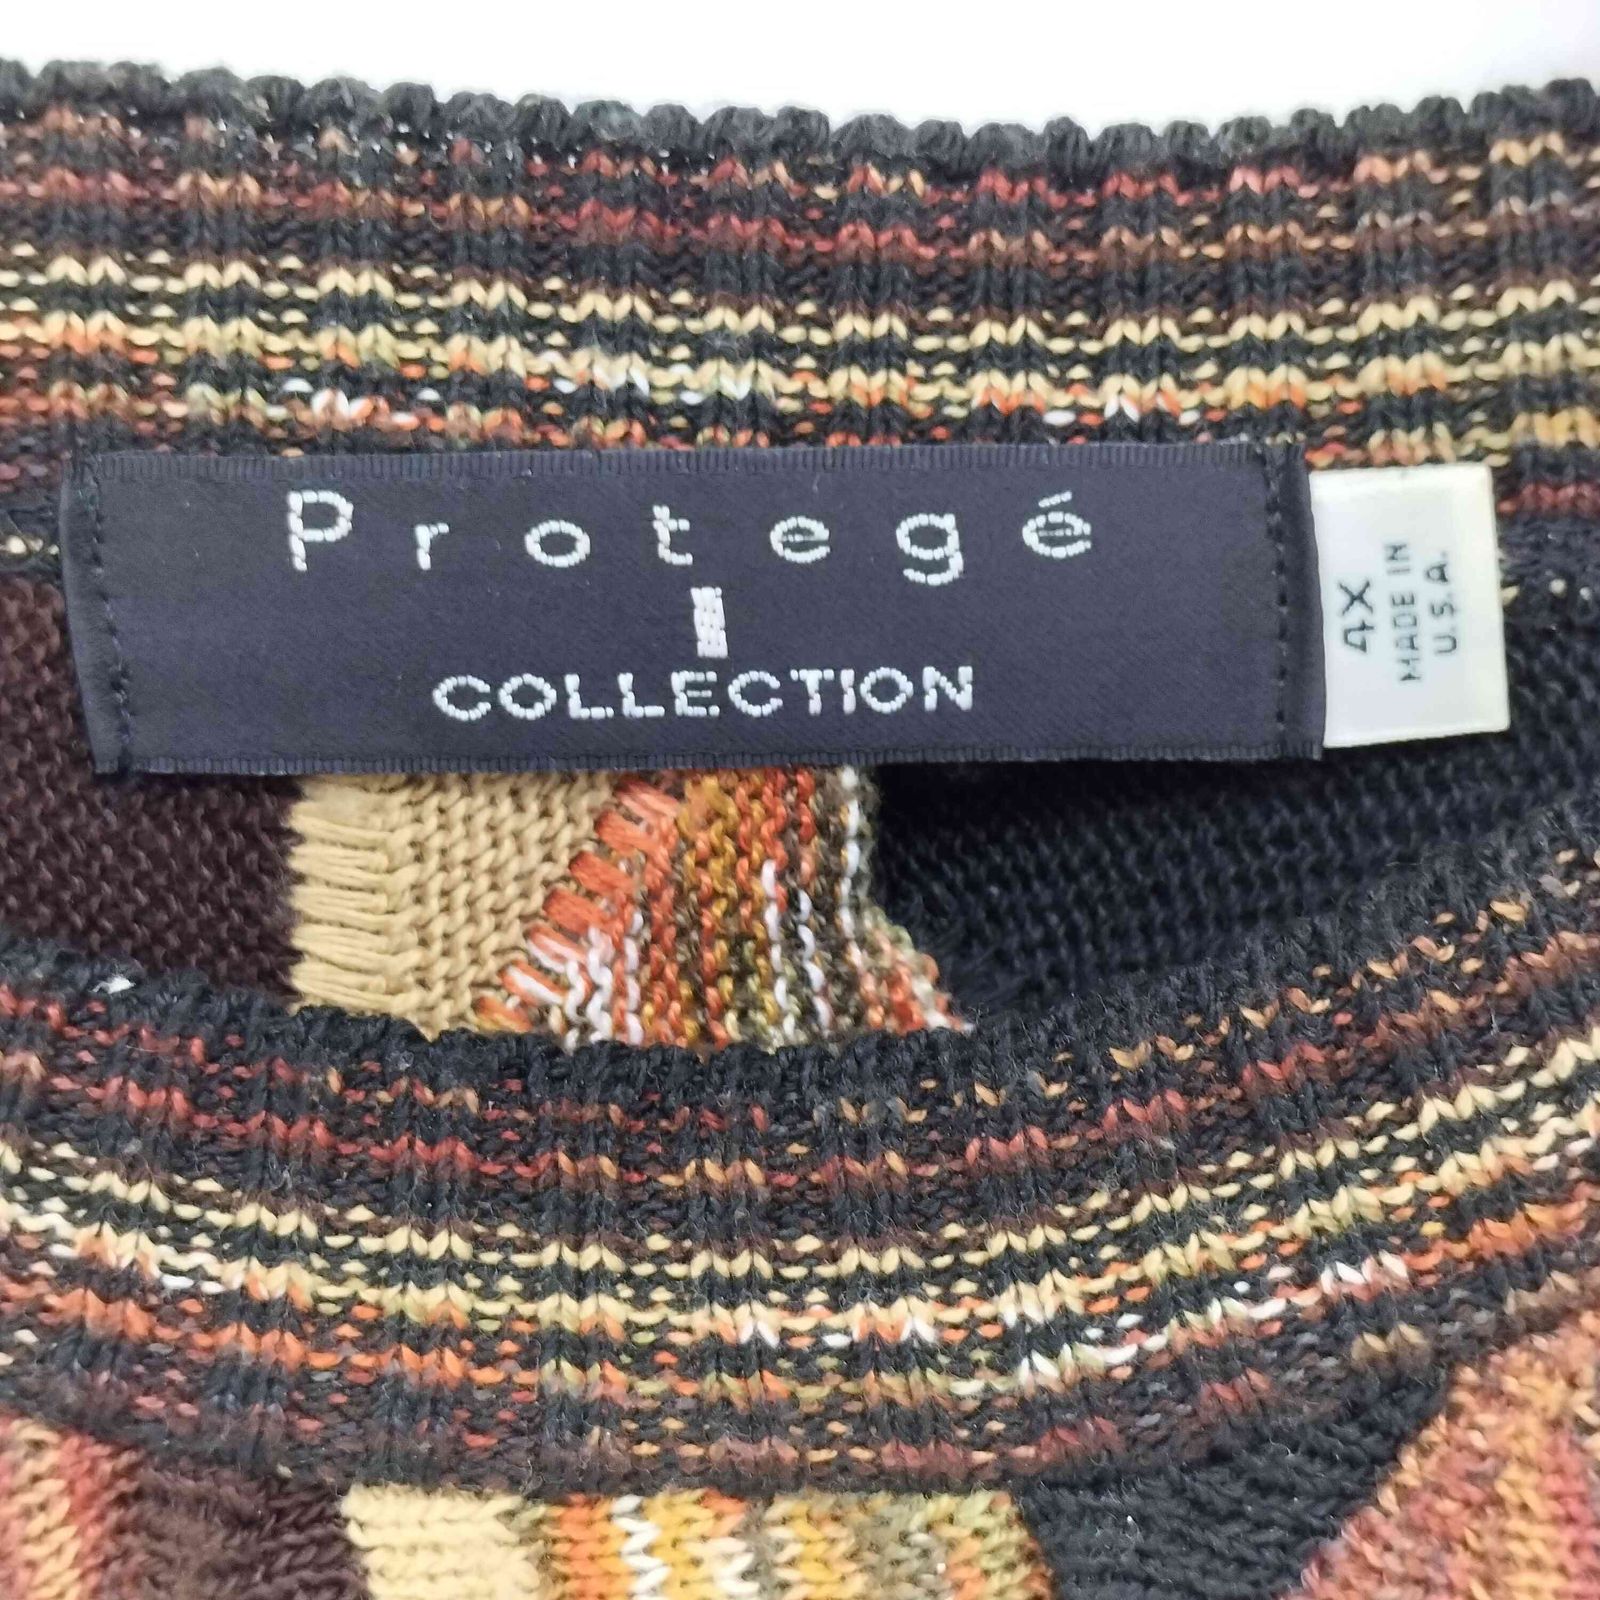 Protegé
COLLECTION
4X
MADE IN
U.S.A.